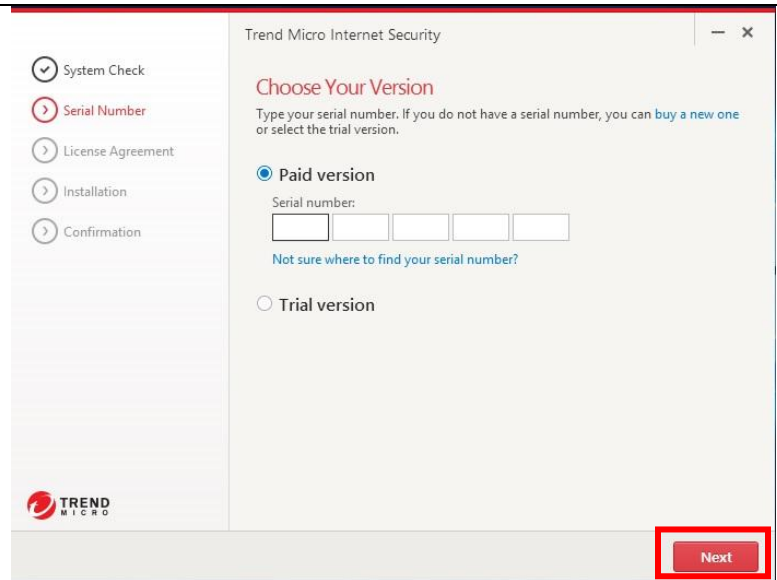 Trend Micro Internet Security
System Check
Serial Number
License Agreement
Installation
Confirmation
Choose Your Version
Type your serial number. If you do not have a serial number, you can buy a new one
or select the trial version.
Paid version
Serial number:
Not sure where to find your serial number?
Trial version
TREND
MICRO
Next